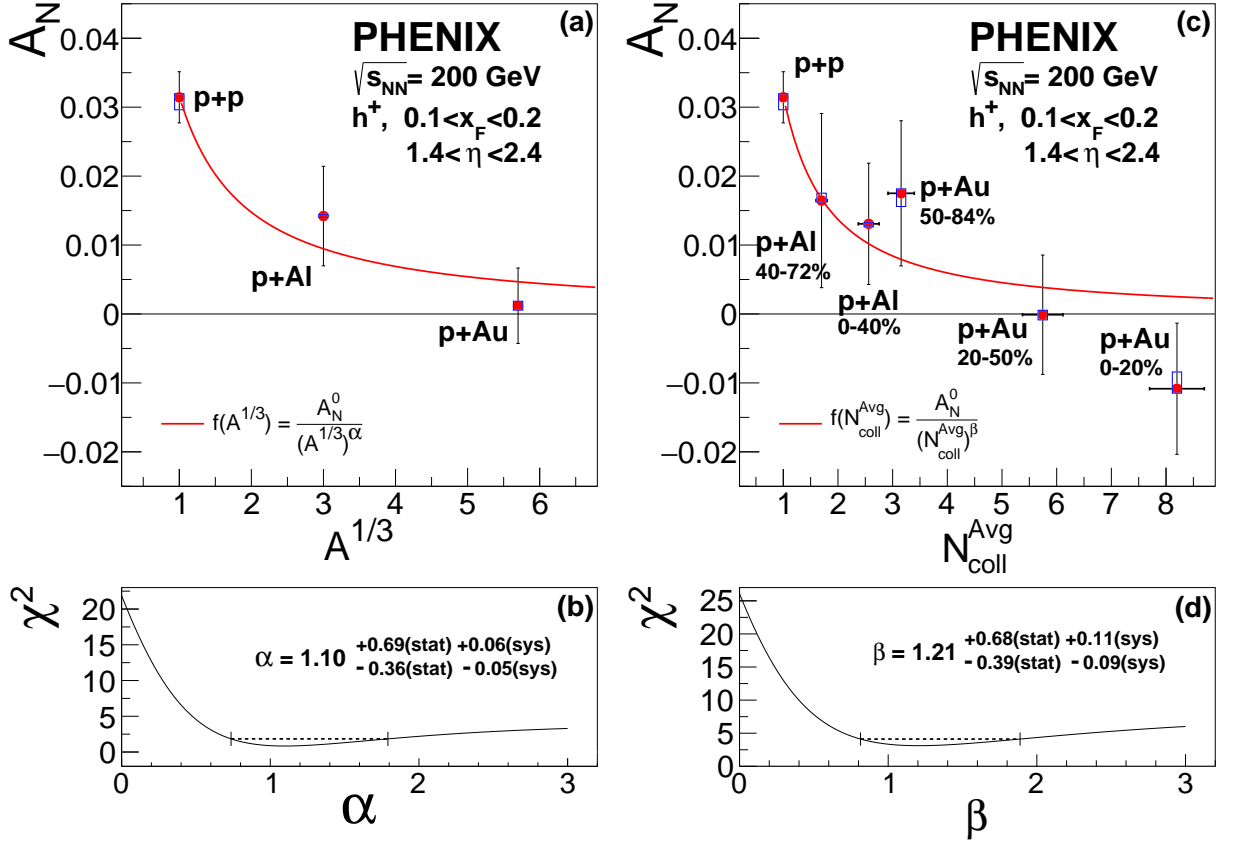 (a)
A_N
PHENIX
√s_NN = 200 GeV
h⁺, 0.1<x_F<0.2
1.4< η <2.4
p+p
p+Al
p+Au
f(A^1/3) = A_N^0 / (A^1/3)^α
0.04
0.03
0.02
0.01
0
−0.01
−0.02
1 2 3 4 5 6
A^1/3
(c)
A_N
PHENIX
√s_NN = 200 GeV
h⁺, 0.1<x_F<0.2
1.4< η <2.4
p+p
p+Au
50-84%
p+Al
40-72%
p+Al
0-40%
p+Au
20-50%
p+Au
0-20%
f(N_coll^Avg) = A_N^0 / (N_coll^Avg)^β
0.04
0.03
0.02
0.01
0
−0.01
−0.02
1 2 3 4 5 6 7 8
N_coll^Avg
(b)
χ²
α = 1.10 +0.69(stat) +0.06(sys)
− 0.36(stat) − 0.05(sys)
20
15
10
5
0
0 1 2 3
α
(d)
χ²
β = 1.21 +0.68(stat) +0.11(sys)
− 0.39(stat) − 0.09(sys)
25
20
15
10
5
0
0 1 2 3
β